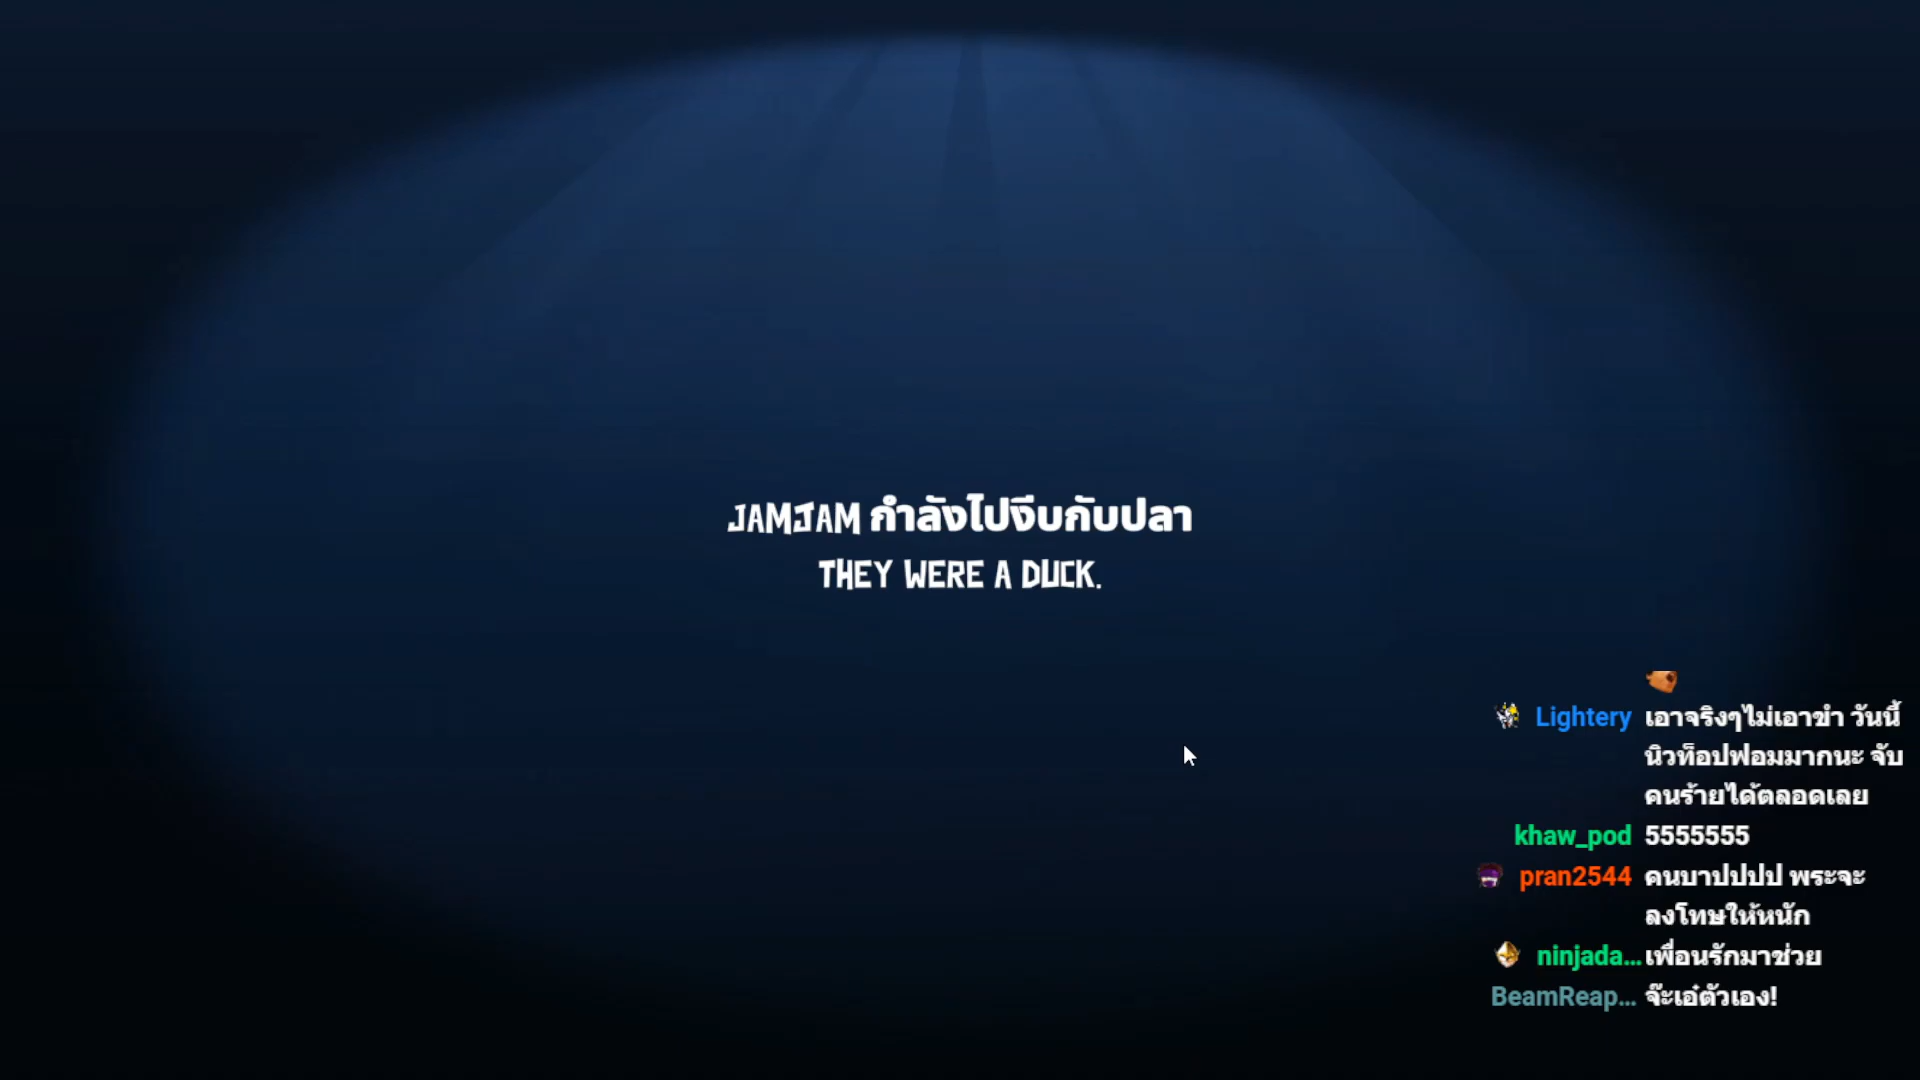 JAMJAM กำลังไปงีบกับปลา
THEY WERE A DUCK.
Lightery เอาจริงๆไม่เอาขำ วันนี้
นิวท็อปฟอมมากนะ จับ
คนร้ายได้ตลอดเลย
khaw_pod 5555555
pran2544 คนบาปปปป พระจะ
ลงโทษให้หนัก
ninjada... เพื่อนรักมาช่วย
BeamReap... จ๊ะเอ๋ตัวเอง!